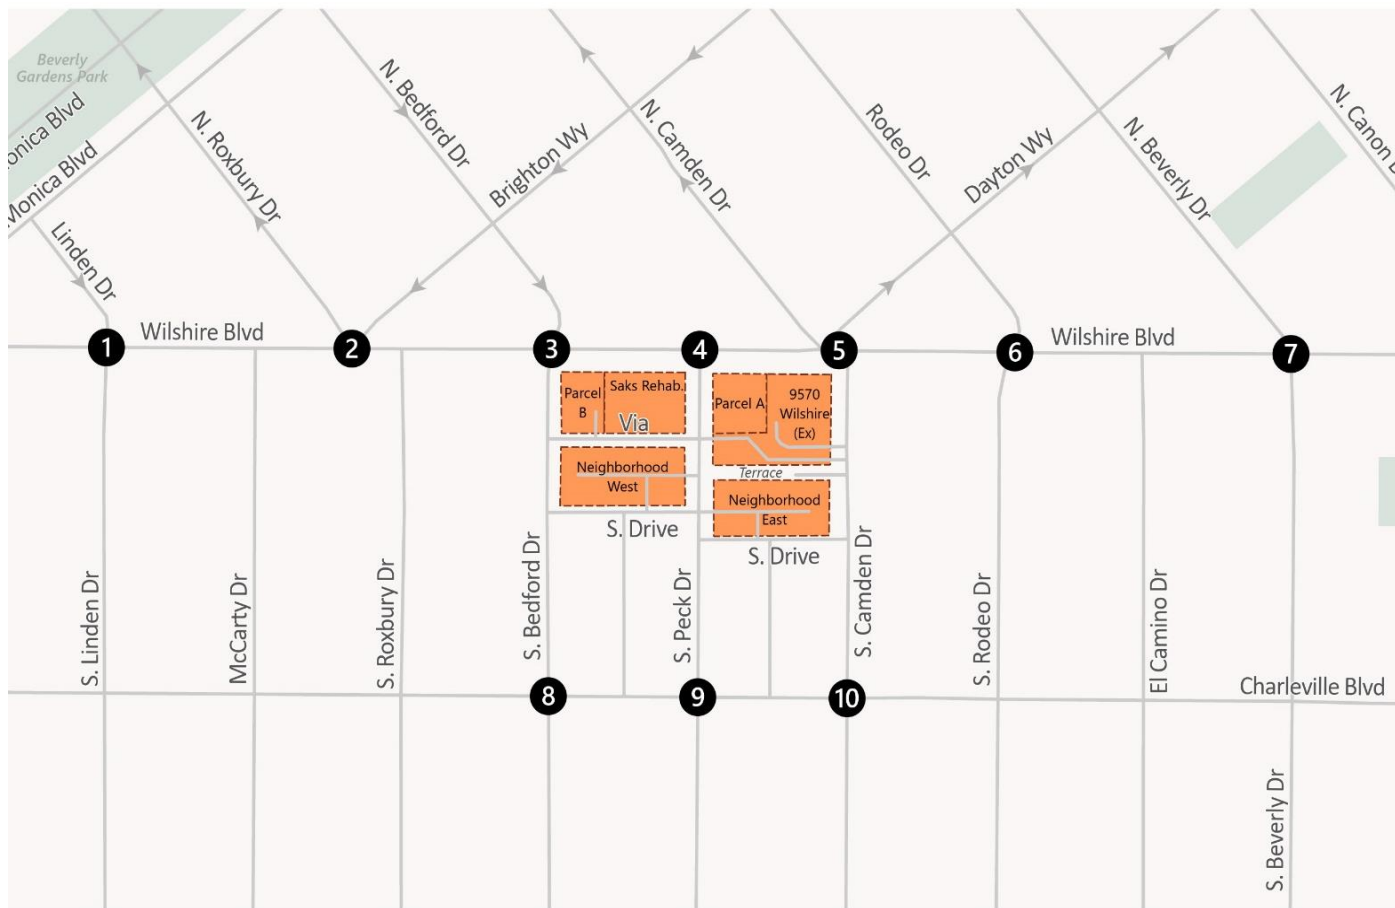 Beverly
Gardens Park
onica Blvd
Monica Blvd
Linden Dr
N. Roxbury Dr
N. Bedford Dr
Brighton Wy
N. Camden Dr
Rodeo Dr
Dayton Wy
N. Beverly Dr
N. Canon D
1
Wilshire Blvd
2
3
4
5
6
Wilshire Blvd
7
Parcel
B
Saks Rehab.
Parcel A
9570
Wilshire
(Ex)
Via
Neighborhood
West
Terrace
Neighborhood
East
S. Drive
S. Drive
S. Linden Dr
McCarty Dr
S. Roxbury Dr
S. Bedford Dr
S. Peck Dr
S. Camden Dr
S. Rodeo Dr
El Camino Dr
8
9
10
Charleville Blvd
S. Beverly Dr